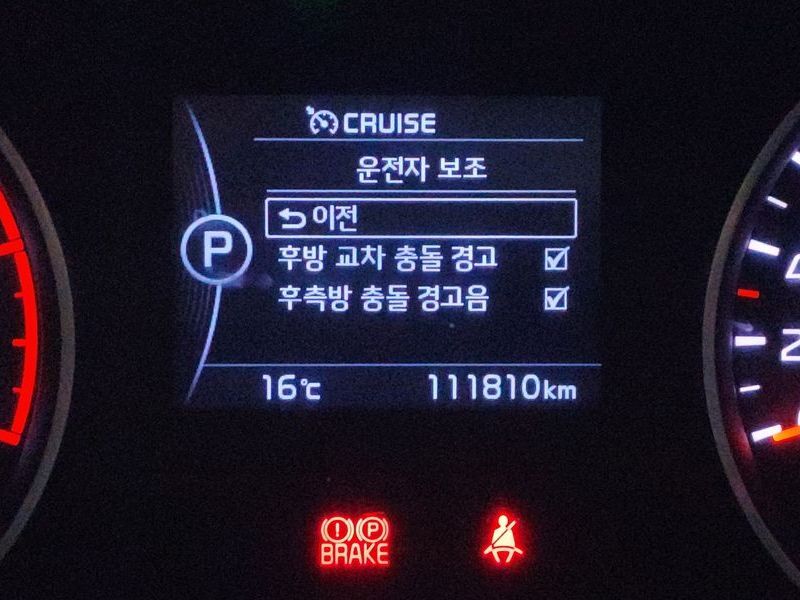 CRUISE
운전자 보조
이전
P
후방 교차 충돌 경고
후측방 충돌 경고음
16℃ 111810km
(!) (P)
BRAKE